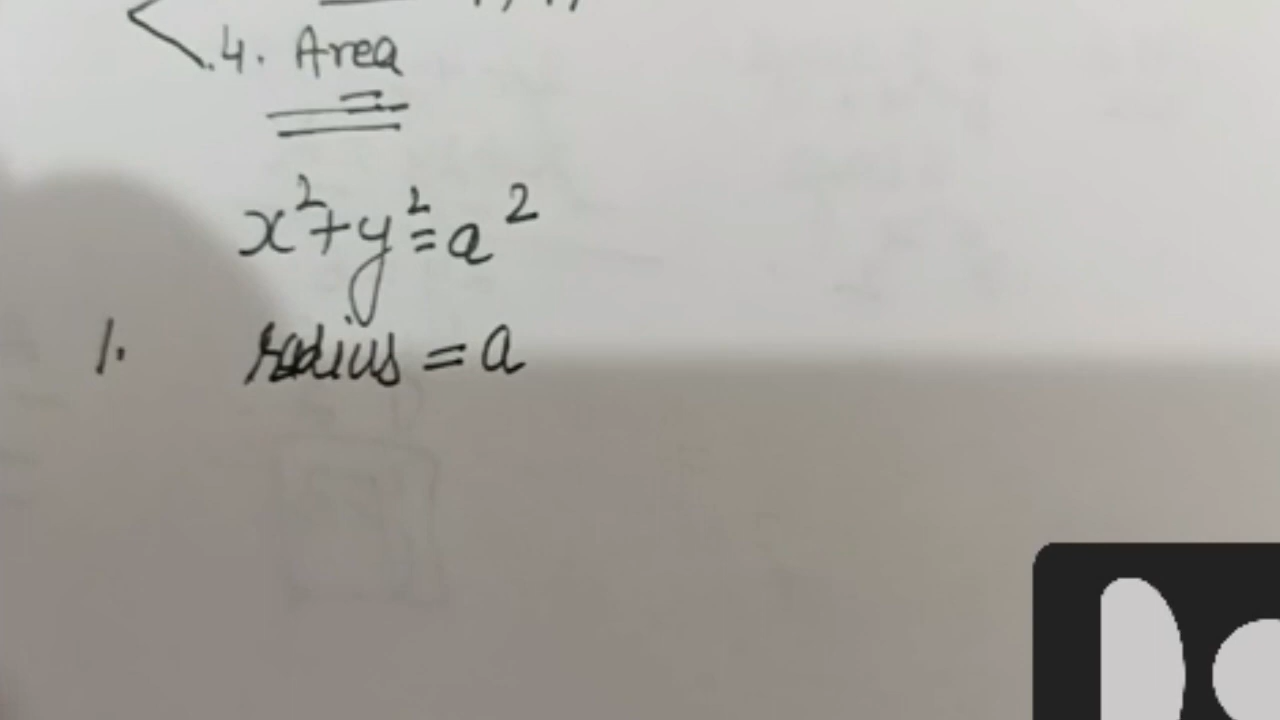 4. Area
x²+y²=a²
1. radius = a